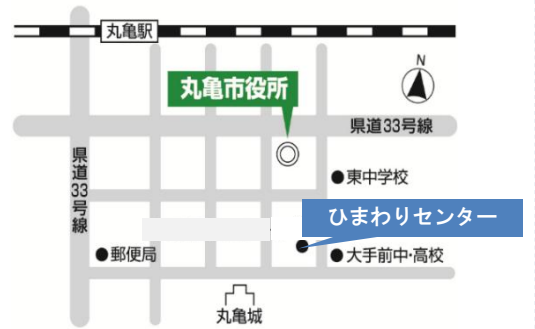 丸亀駅
N
丸亀市役所
県道33号線
県道33号線
東中学校
ひまわりセンター
郵便局
大手前中・高校
丸亀城